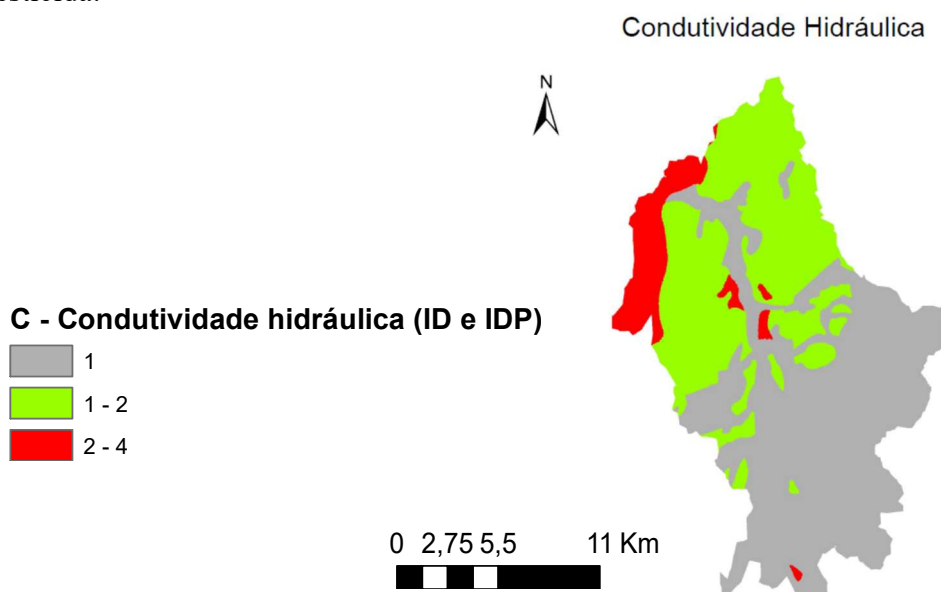 Condutividade Hidráulica
N
C - Condutividade hidráulica (ID e IDP)
1
1 - 2
2 - 4
0 2,75 5,5 11 Km